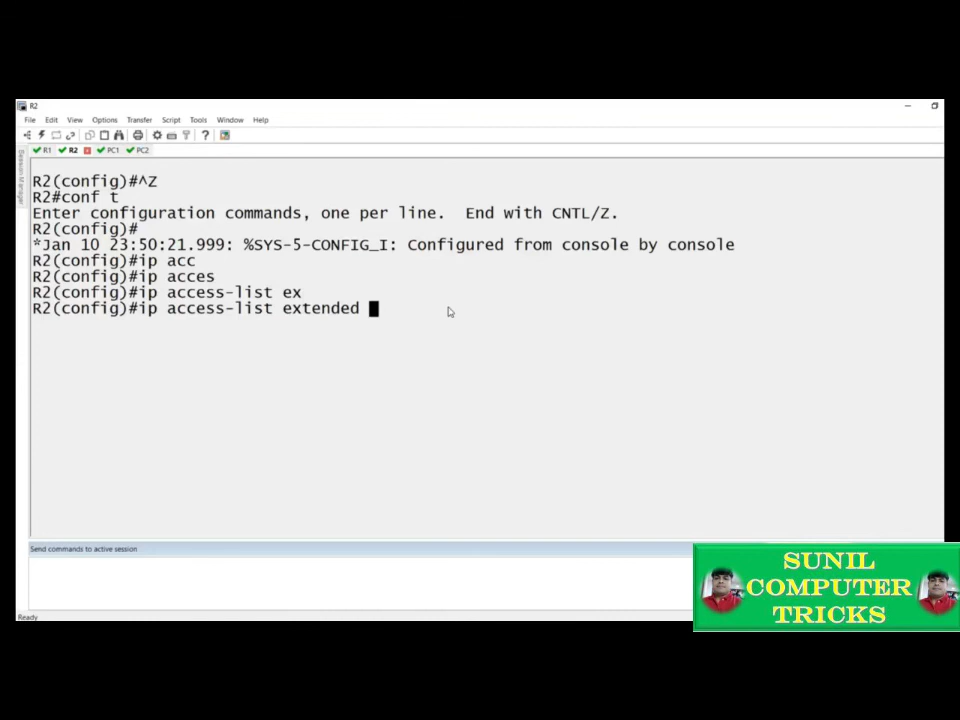 R2
File Edit View Options Transfer Script Tools Window Help
R1 R2 PC1 PC2
Session Manager
R2(config)#^Z
R2#conf t
Enter configuration commands, one per line.  End with CNTL/Z.
R2(config)#
*Jan 10 23:50:21.999: %SYS-5-CONFIG_I: Configured from console by console
R2(config)#ip acc
R2(config)#ip acces
R2(config)#ip access-list ex
R2(config)#ip access-list extended
Send commands to active session
Ready
SUNIL
COMPUTER
TRICKS